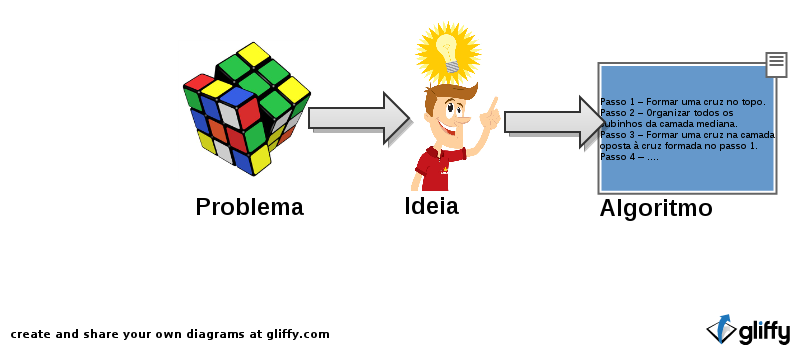 Passo 1 – Formar uma cruz no topo.
Passo 2 – Organizar todos os
cubinhos da camada mediana.
Passo 3 – Formar uma cruz na camada
oposta à cruz formada no passo 1.
Passo 4 – ....
Problema
Ideia
Algoritmo
create and share your own diagrams at gliffy.com
gliffy